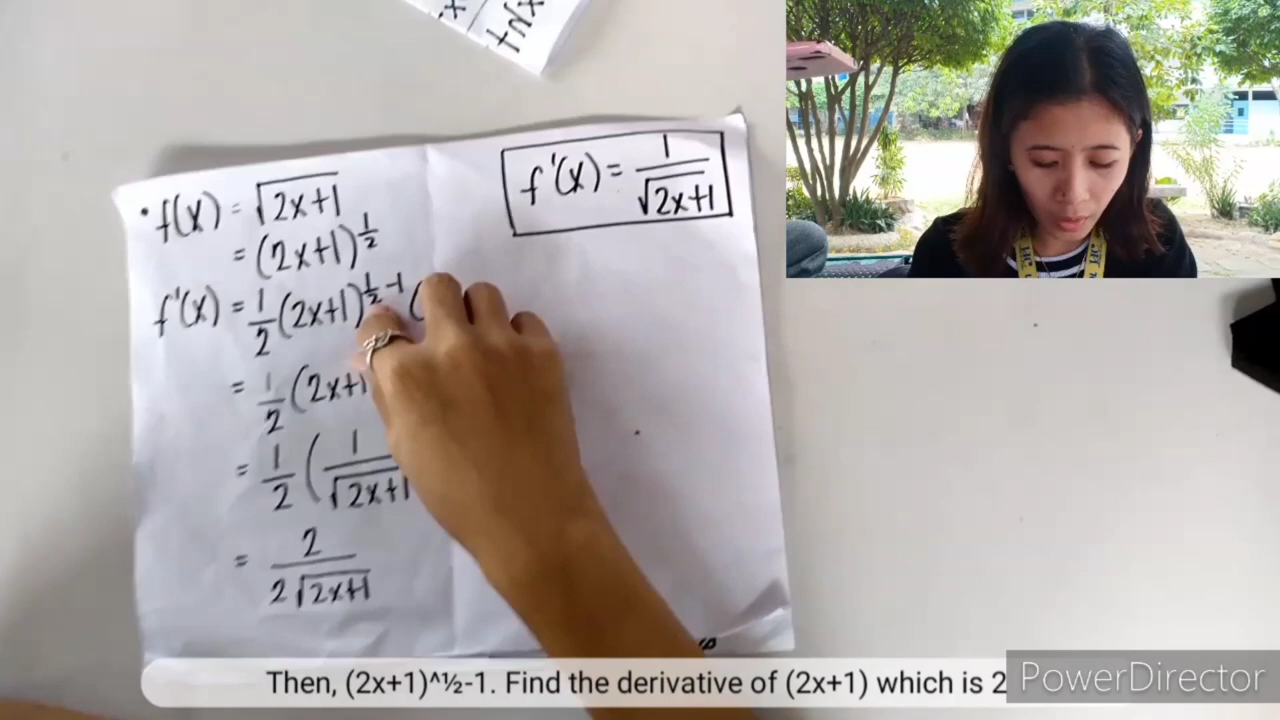 +√x
• f(x) = √2x+1
= (2x+1)^½
f'(x) = 1/2 (2x+1)^½-1 (
= 1/2 (2x+1
= 1/2 ( 1/√2x+1
= 2/2√2x+1
f'(x) = 1/√2x+1
Then, (2x+1)^½-1. Find the derivative of (2x+1) which is 2
PowerDirector